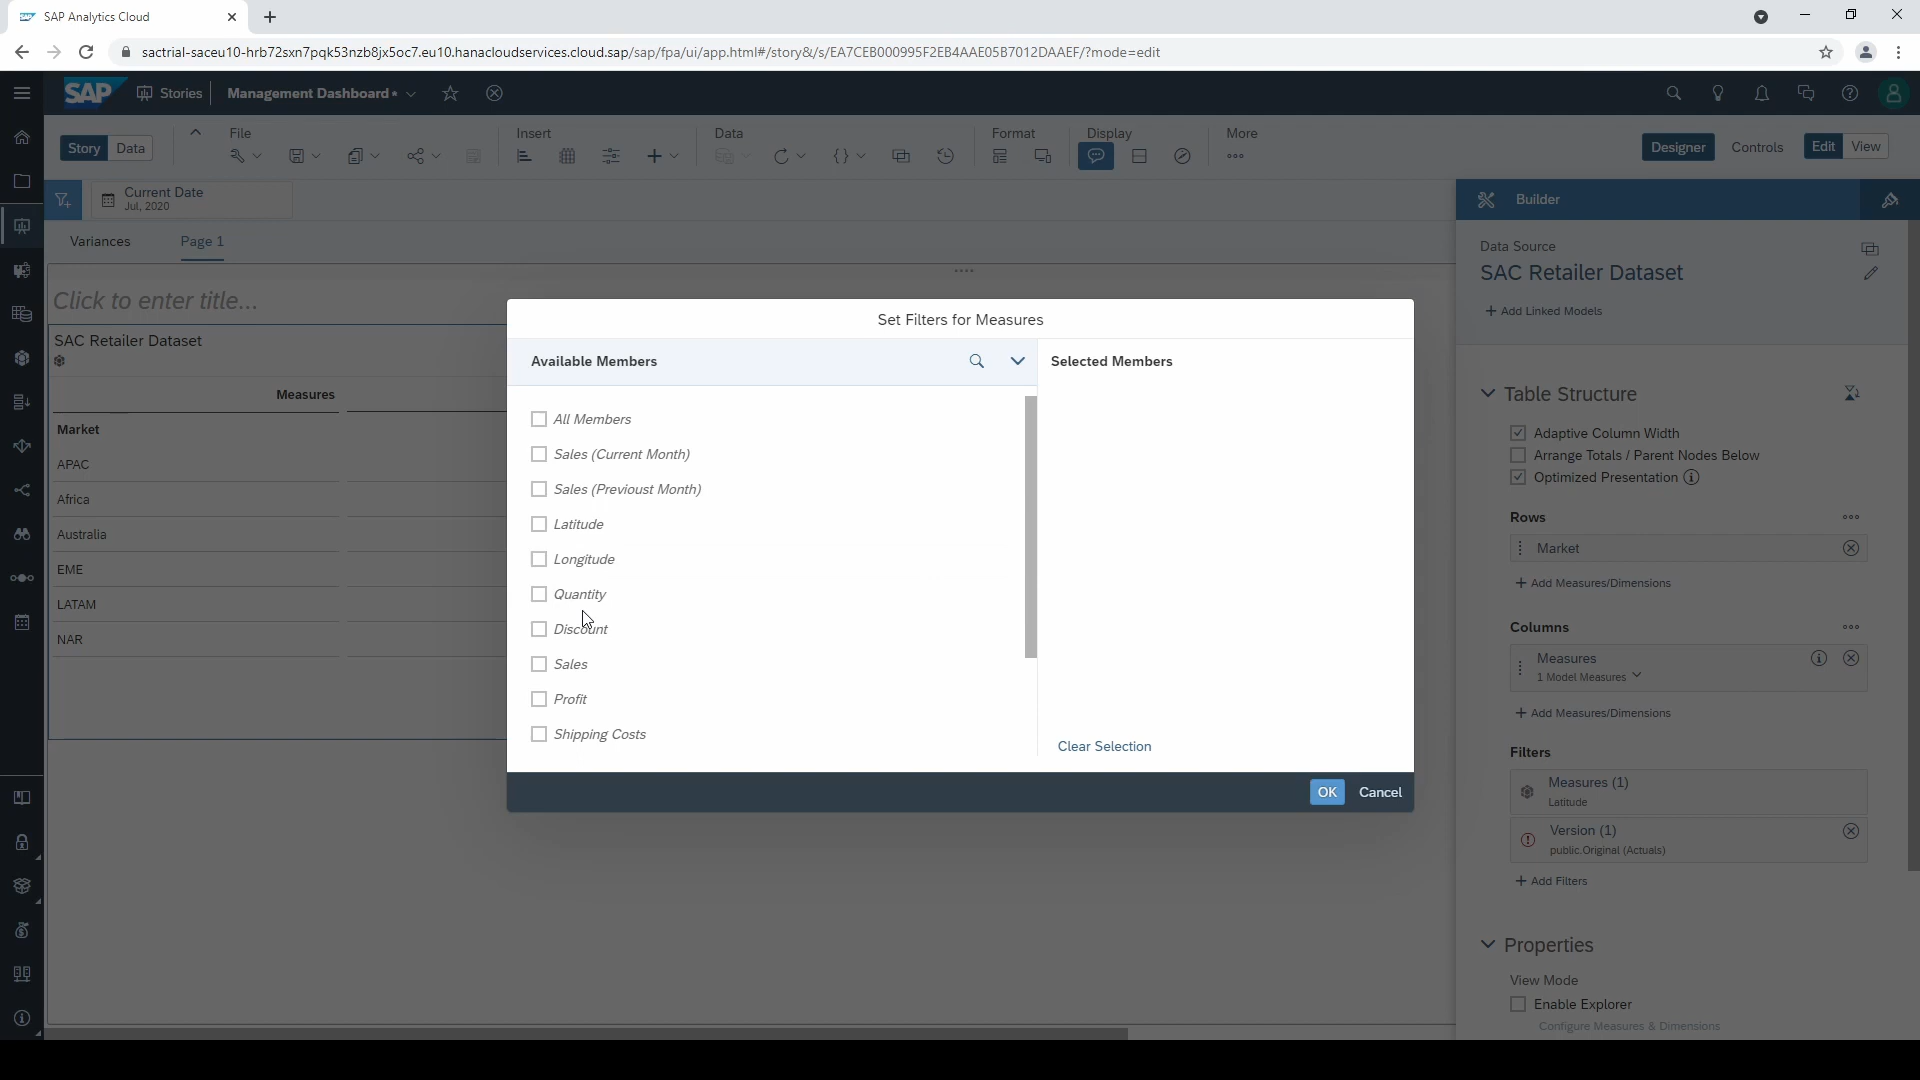 SAP Analytics Cloud
sactrial-saceu10-hrb72sxn7pqk53nzb8jx5oc7.eu10.hanacloudservices.cloud.sap/sap/fpa/ui/app.html#/story&/s/EA7CEB000995F2EB4AAE05B7012DAAEF/?mode=edit
SAP Stories Management Dashboard *
Story Data File Insert Data Format Display More Designer Controls Edit View
Current Date
Jul, 2020
Variances Page 1
Click to enter title...
SAC Retailer Dataset
Measures
Market
APAC
Africa
Australia
EME
LATAM
NAR
Set Filters for Measures
Available Members
Selected Members
All Members
Sales (Current Month)
Sales (Previoust Month)
Latitude
Longitude
Quantity
Discount
Sales
Profit
Shipping Costs
Clear Selection
OK Cancel
Builder
Data Source
SAC Retailer Dataset
+ Add Linked Models
Table Structure
Adaptive Column Width
Arrange Totals / Parent Nodes Below
Optimized Presentation
Rows
Market
+ Add Measures/Dimensions
Columns
Measures
1 Model Measures
+ Add Measures/Dimensions
Filters
Measures (1)
Latitude
Version (1)
public.Original (Actuals)
+ Add Filters
Properties
View Mode
Enable Explorer
Configure Measures & Dimensions